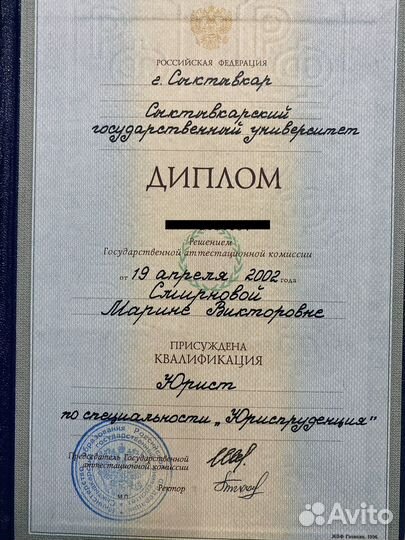 РОССИЙСКАЯ ФЕДЕРАЦИЯ
г. Сыктывкар
Сыктывкарский
государственный университет
ДИПЛОМ
Решением
Государственной аттестационной комиссии
от 19 апреля 2002 года
Смирновой
Марине Викторовне
ПРИСУЖДЕНА
КВАЛИФИКАЦИЯ
Юрист
по специальности „Юриспруденция"
Председатель Государственной
аттестационной комиссии
М.П.
Ректор
Avito